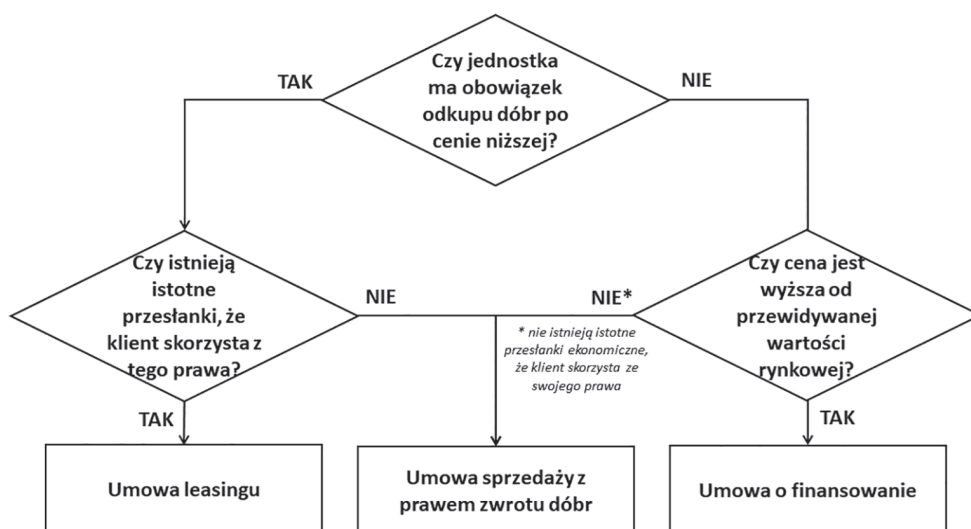 Czy jednostka
ma obowiązek
odkupu dóbr po
cenie niższej?
TAK
NIE
Czy istnieją
istotne
przesłanki, że
klient skorzysta z
tego prawa?
NIE
NIE*
* nie istnieją istotne
przesłanki ekonomiczne,
że klient skorzysta ze
swojego prawa
Czy cena jest
wyższa od
przewidywanej
wartości
rynkowej?
TAK
TAK
Umowa leasingu
Umowa sprzedaży z
prawem zwrotu dóbr
Umowa o finansowanie